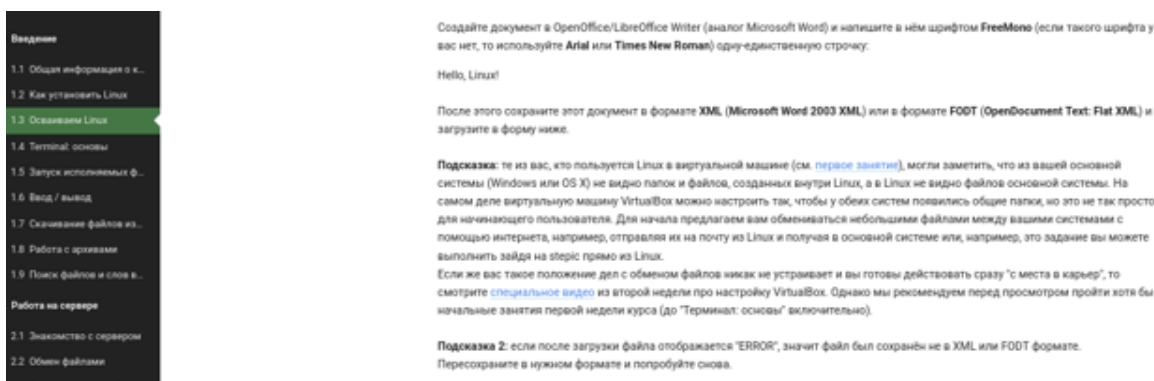 Введение
1.1 Общая информация о к...
1.2 Как установить Linux
1.3 Осваиваем Linux
1.4 Terminal: основы
1.5 Запуск исполняемых ф...
1.6 Ввод / вывод
1.7 Скачивание файлов из...
1.8 Работа с архивами
1.9 Поиск файлов и слов в...
Работа на сервере
2.1 Знакомство с сервером
2.2 Обмен файлами
Создайте документ в OpenOffice/LibreOffice Writer (аналог Microsoft Word) и напишите в нём шрифтом FreeMono (если такого шрифта у
вас нет, то используйте Arial или Times New Roman) одну-единственную строчку:
Hello, Linux!
После этого сохраните этот документ в формате XML (Microsoft Word 2003 XML) или в формате FODT (OpenDocument Text: Flat XML) и
загрузите в форму ниже.
Подсказка: те из вас, кто пользуется Linux в виртуальной машине (см. первое занятие), могли заметить, что из вашей основной
системы (Windows или OS X) не видно папок и файлов, созданных внутри Linux, а в Linux не видно файлов основной системы. На
самом деле виртуальную машину VirtualBox можно настроить так, чтобы у обеих систем появились общие папки, но это не так просто
для начинающего пользователя. Для начала предлагаем вам обмениваться небольшими файлами между вашими системами с
помощью интернета, например, отправляя их на почту из Linux и получая в основной системе или, например, это задание вы можете
выполнить зайдя на stepic прямо из Linux.
Если же вас такое положение дел с обменом файлов никак не устраивает и вы готовы действовать сразу "с места в карьер", то
смотрите специальное видео из второй недели про настройку VirtualBox. Однако мы рекомендуем перед просмотром пройти хотя бы
начальные занятия первой недели курса (до "Терминал: основы" включительно).
Подсказка 2: если после загрузки файла отображается "ERROR", значит файл был сохранён не в XML или FODT формате.
Пересохраните в нужном формате и попробуйте снова.